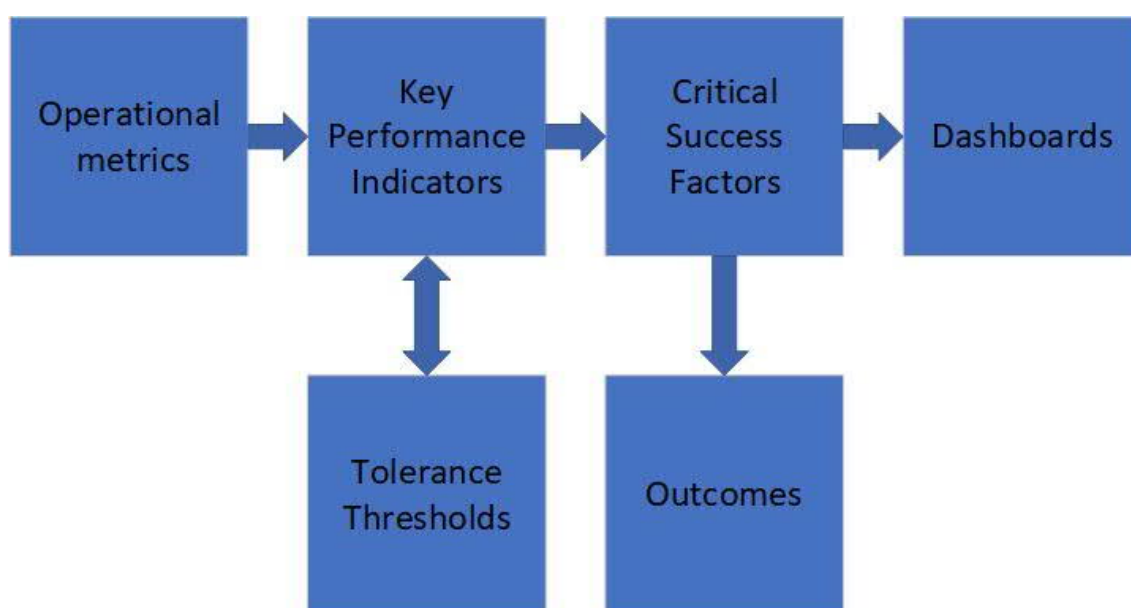 Operational
metrics
Key
Performance
Indicators
Critical
Success
Factors
Dashboards
Tolerance
Thresholds
Outcomes